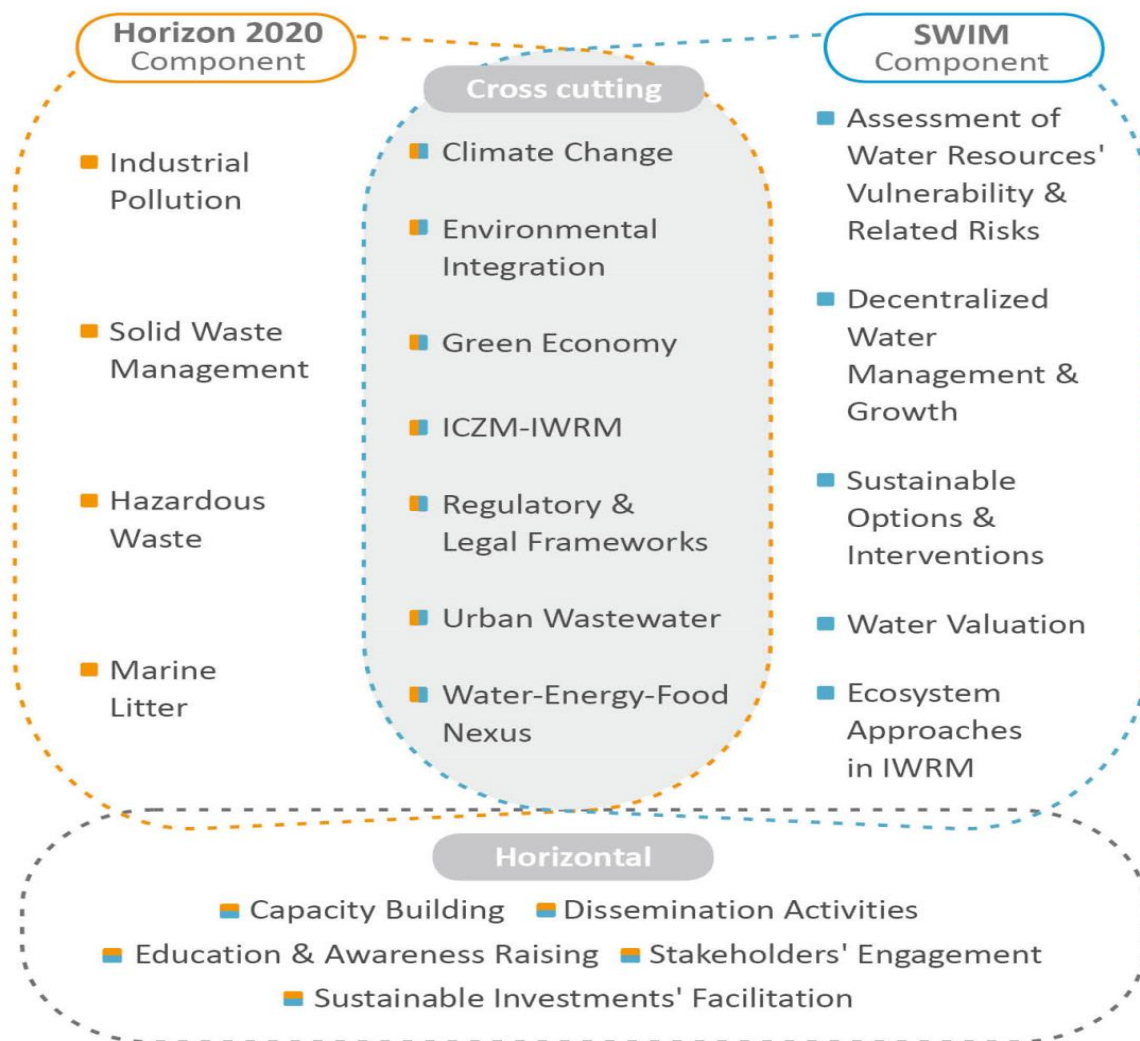 Horizon 2020
Component
Industrial
Pollution
Solid Waste
Management
Hazardous
Waste
Marine
Litter
Cross cutting
Climate Change
Environmental
Integration
Green Economy
ICZM-IWRM
Regulatory &
Legal Frameworks
Urban Wastewater
Water-Energy-Food
Nexus
SWIM
Component
Assessment of
Water Resources'
Vulnerability &
Related Risks
Decentralized
Water
Management &
Growth
Sustainable
Options &
Interventions
Water Valuation
Ecosystem
Approaches
in IWRM
Horizontal
Capacity Building Dissemination Activities
Education & Awareness Raising Stakeholders' Engagement
Sustainable Investments' Facilitation